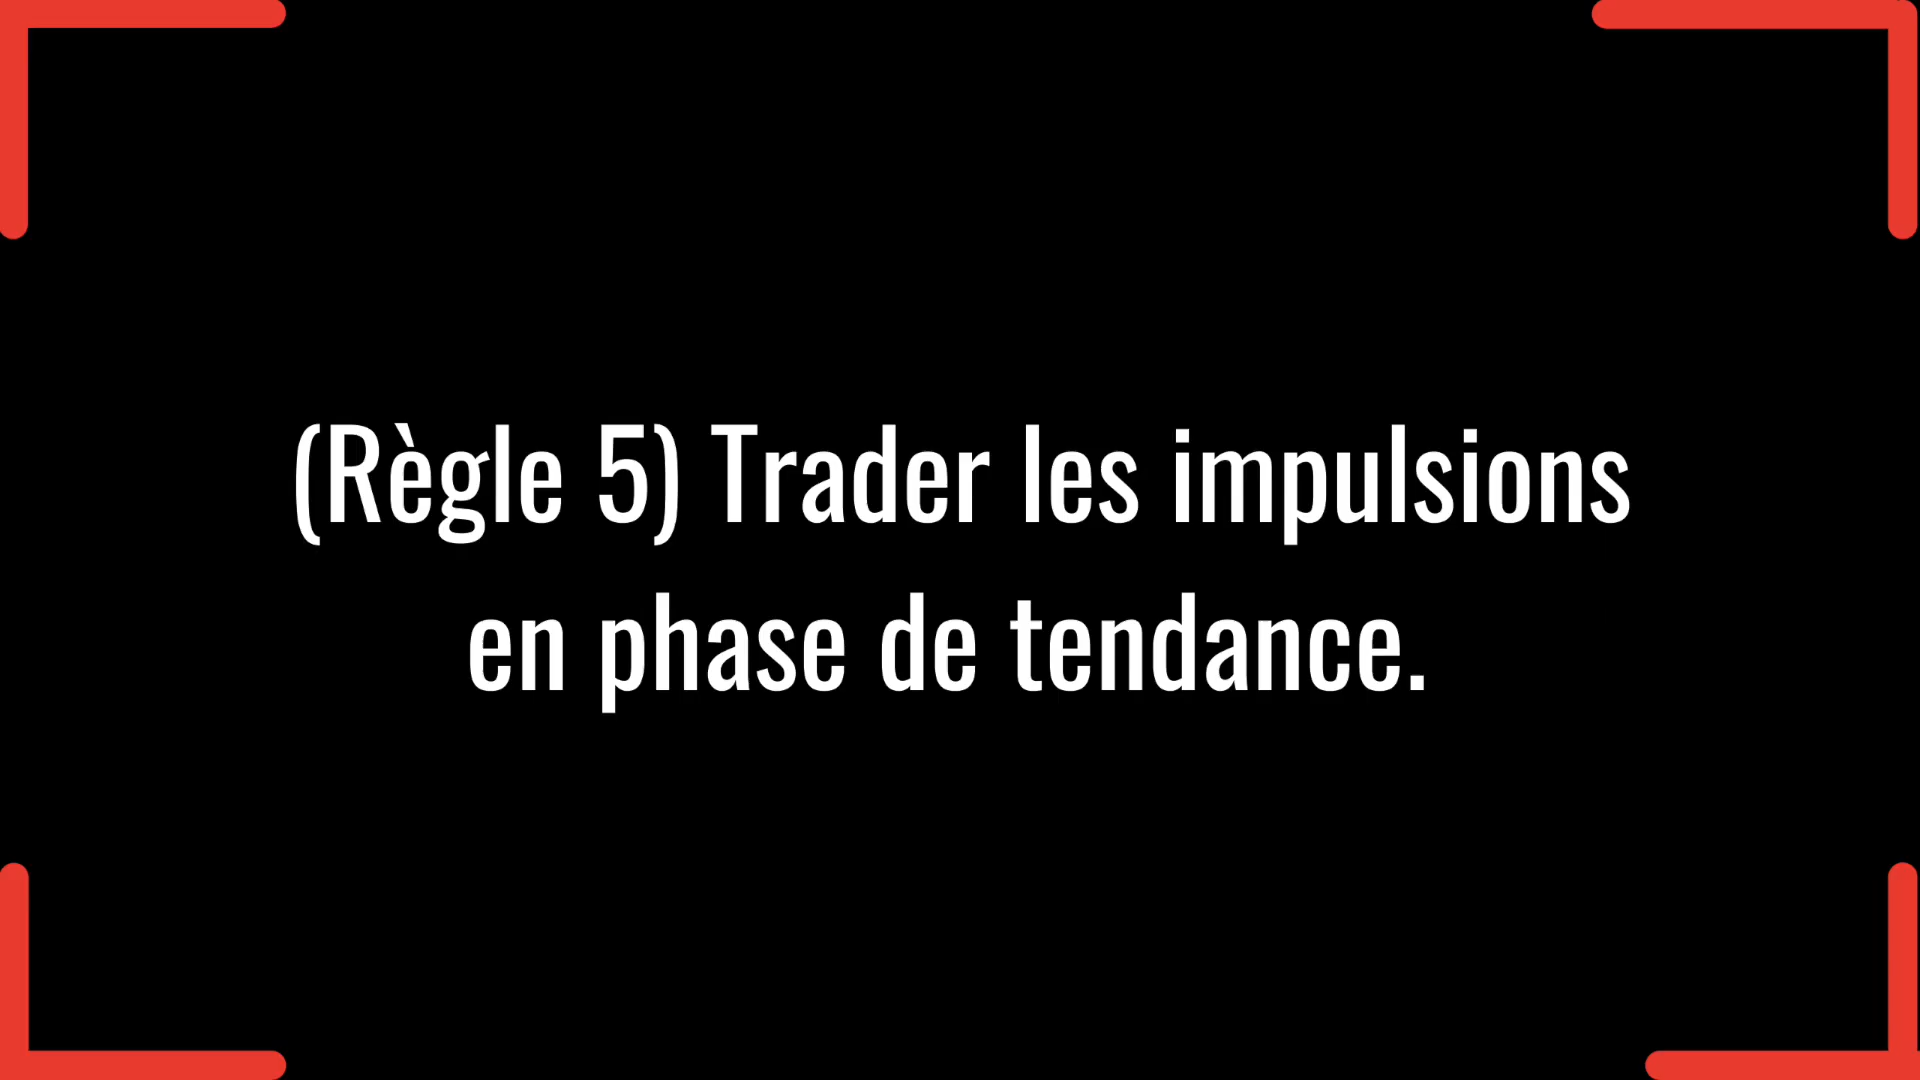 (Règle 5) Trader les impulsions
en phase de tendance.